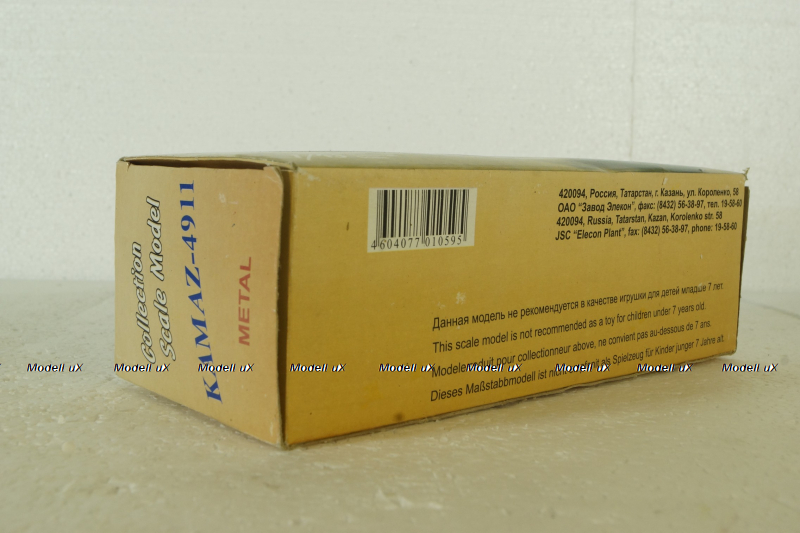 Collection
Scale Model
KAMAZ-4911
METAL
4 604077 010595
420094, Россия, Татарстан, г. Казань, ул. Короленко, 58
ОАО "Завод Элекон", факс: (8432) 56-38-97, тел. 19-58-60
420094, Russia, Tatarstan, Kazan, Korolenko str. 58
JSC "Elecon Plant", fax: (8432) 56-38-97, phone: 19-58-60
Данная модель не рекомендуется в качестве игрушки для детей младше 7 лет.
This scale model is not recommended as a toy for children under 7 years old.
pour collectionneur above, ne convient pas au-dessous de 7 ans.
Dieses Maßstabbmodell ist als Spielzeug für Kinder junger 7 Jahre alt.
Modell uX Modell uX Modell uX Modell uX Modell uX Modell uX Modell uX Modell uX Modell uX